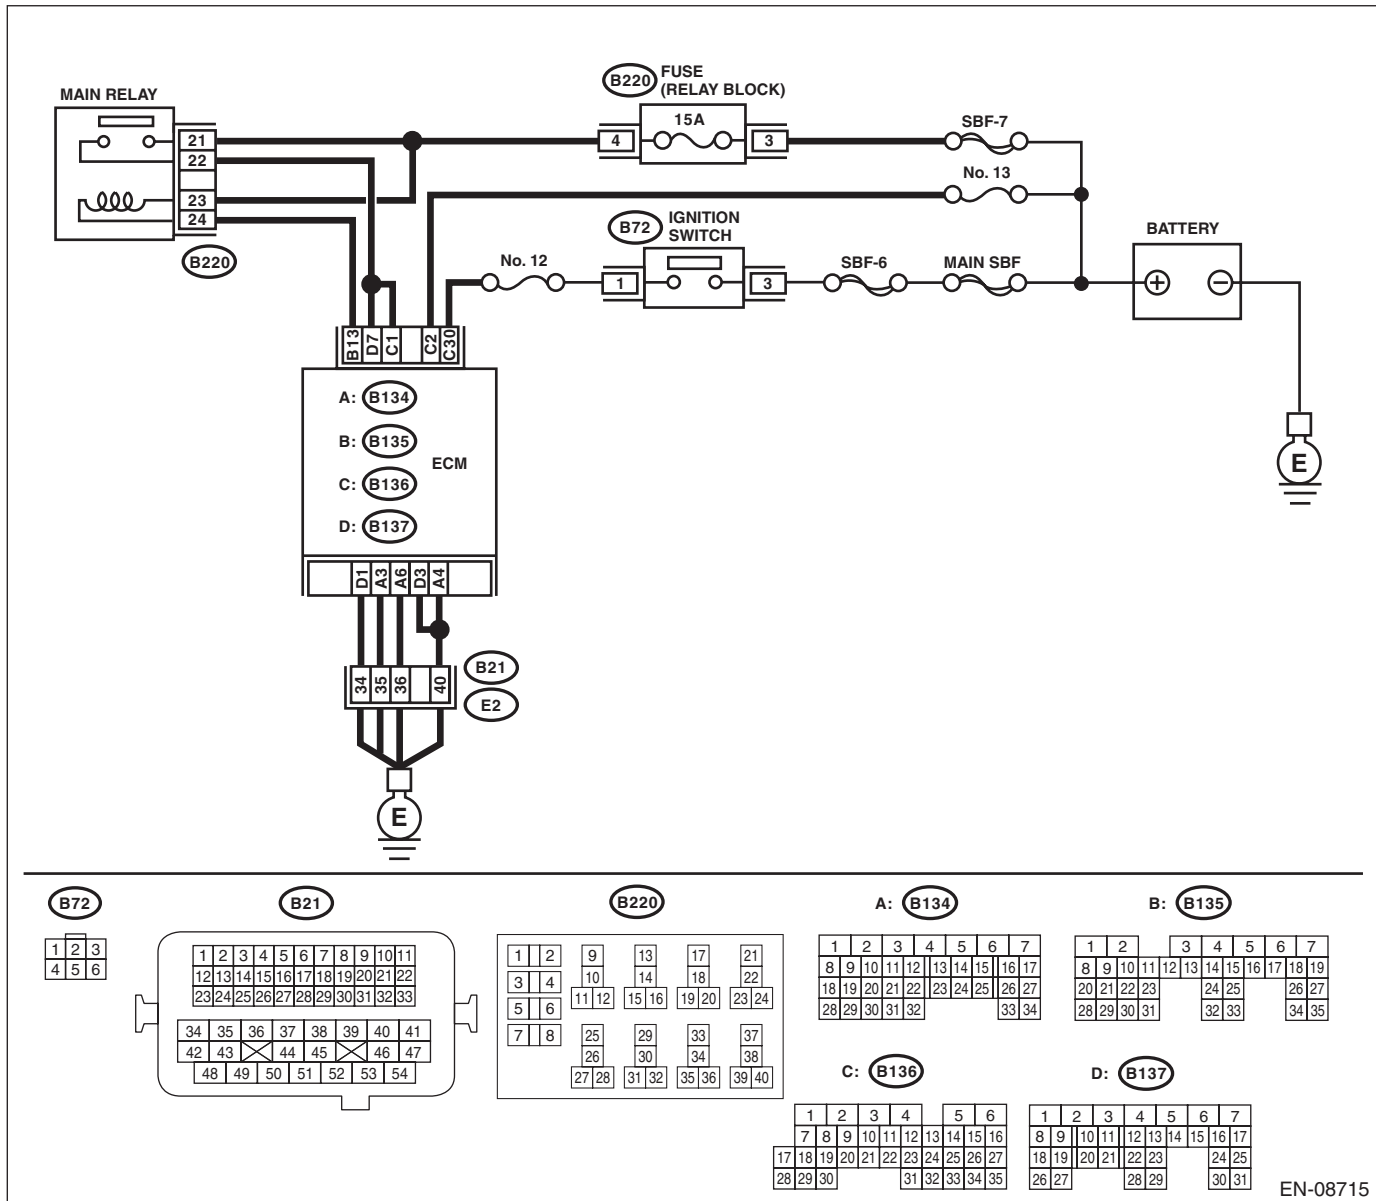 B220 FUSE
(RELAY BLOCK)
MAIN RELAY
15A
SBF-7
21
4
3
22
No. 13
23
24
B72 IGNITION
SWITCH
BATTERY
B220
No. 12
1
3
SBF-6
MAIN SBF
+
−
B13
D7
C1
C2
C30
A: B134
B: B135
ECM
C: B136
D: B137
E
D1
A3
A6
D3
A4
34
35
36
40
B21
E2
E
B72
1 2 3
4 5 6
B21
1 2 3 4 5 6 7 8 9 10 11
12 13 14 15 16 17 18 19 20 21 22
23 24 25 26 27 28 29 30 31 32 33
34 35 36 37 38 39 40 41
42 43 44 45 46 47
48 49 50 51 52 53 54
B220
1 2 9 13 17 21
3 4 10 14 18 22
5 6 11 12 15 16 19 20 23 24
7 8 25 29 33 37
26 30 34 38
27 28 31 32 35 36 39 40
A: B134
1 2 3 4 5 6 7
8 9 10 11 12 13 14 15 16 17
18 19 20 21 22 23 24 25 26 27
28 29 30 31 32 33 34
B: B135
1 2 3 4 5 6 7
8 9 10 11 12 13 14 15 16 17 18 19
20 21 22 23 24 25 26 27
28 29 30 31 32 33 34 35
C: B136
1 2 3 4 5 6
7 8 9 10 11 12 13 14 15 16
17 18 19 20 21 22 23 24 25 26 27
28 29 30 31 32 33 34 35
D: B137
1 2 3 4 5 6 7
8 9 10 11 12 13 14 15 16 17
18 19 20 21 22 23 24 25
26 27 28 29 30 31
EN-08715